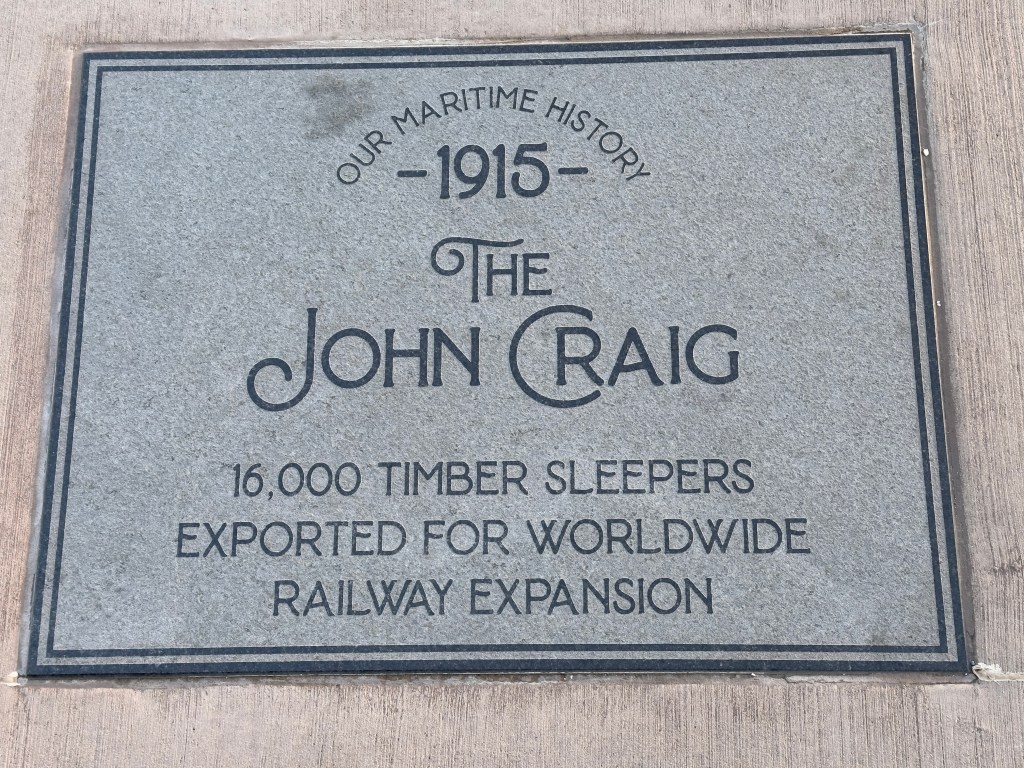 OUR MARITIME HISTORY
-1915-
THE
JOHN CRAIG
16,000 TIMBER SLEEPERS
EXPORTED FOR WORLDWIDE
RAILWAY EXPANSION